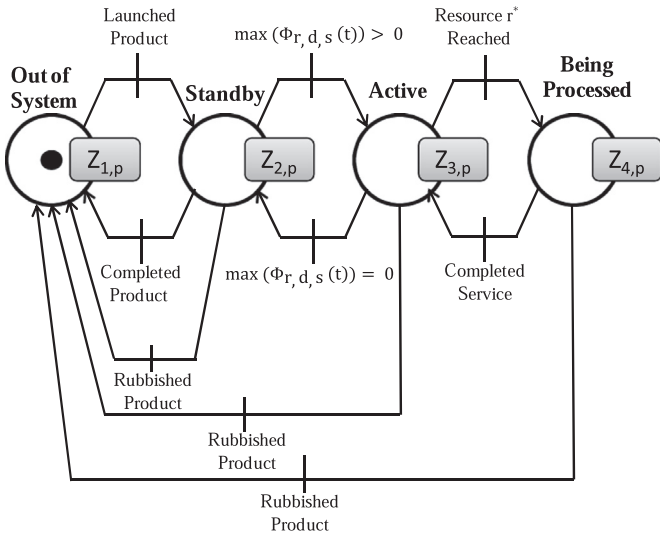 Launched
Product
max (Φr, d, s (t)) > 0
Resource r*
Reached
Out of
System
Standby
Active
Being
Processed
Z1,p
Z2,p
Z3,p
Z4,p
Completed
Product
max (Φr, d, s (t)) = 0
Completed
Service
Rubbished
Product
Rubbished
Product
Rubbished
Product